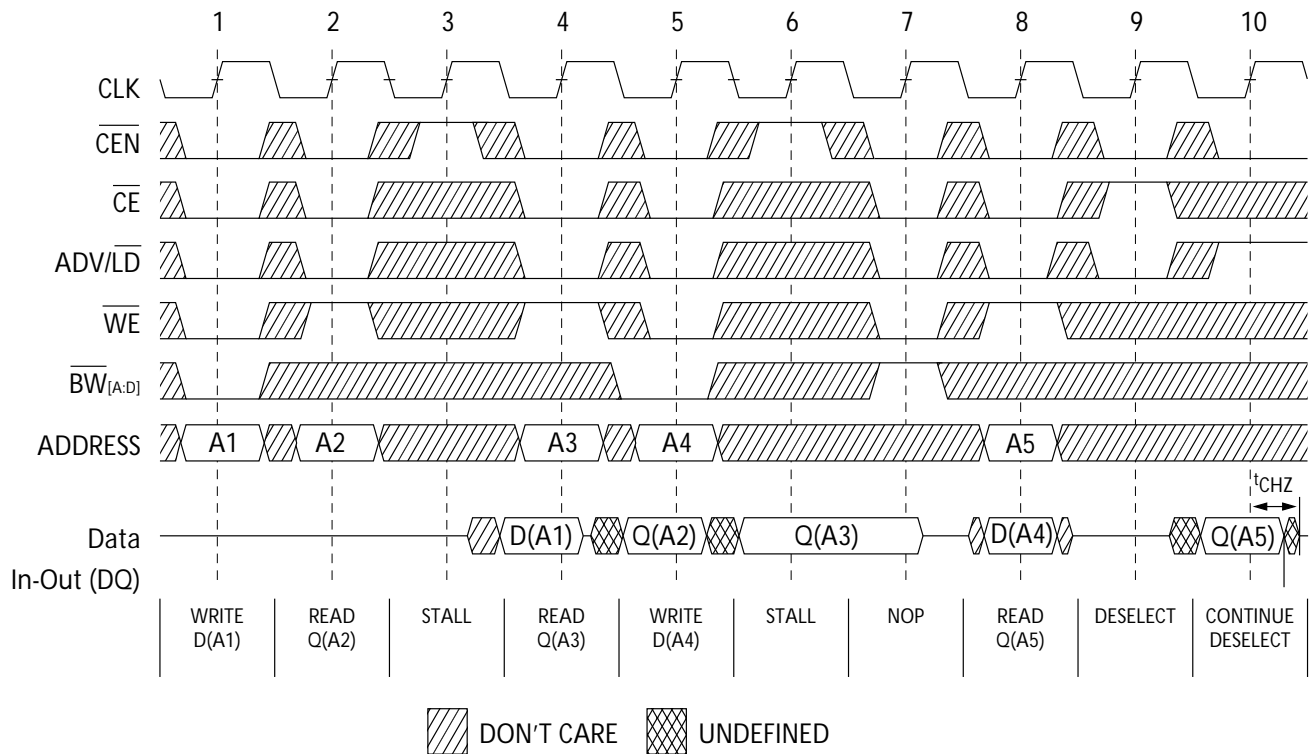 1 2 3 4 5 6 7 8 9 10
CLK
CEN
CE
ADV/LD
WE
BW[A:D]
ADDRESS A1 A2 A3 A4 A5
tCHZ
Data D(A1) Q(A2) Q(A3) D(A4) Q(A5)
In-Out (DQ)
WRITE READ STALL READ WRITE STALL NOP READ DESELECT CONTINUE
D(A1) Q(A2) Q(A3) D(A4) Q(A5) DESELECT
DON'T CARE UNDEFINED